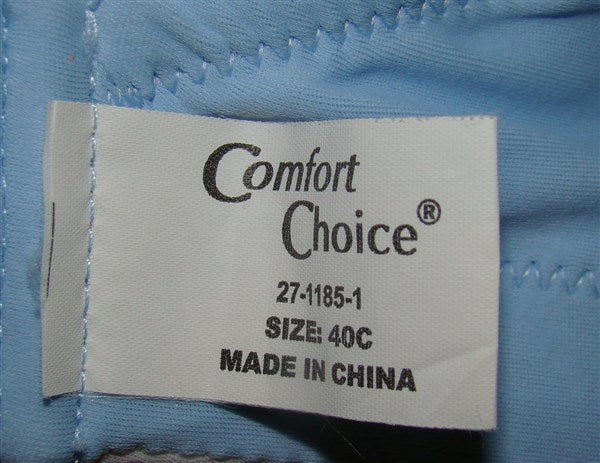 Comfort
Choice®
27-1185-1
SIZE: 40C
MADE IN CHINA